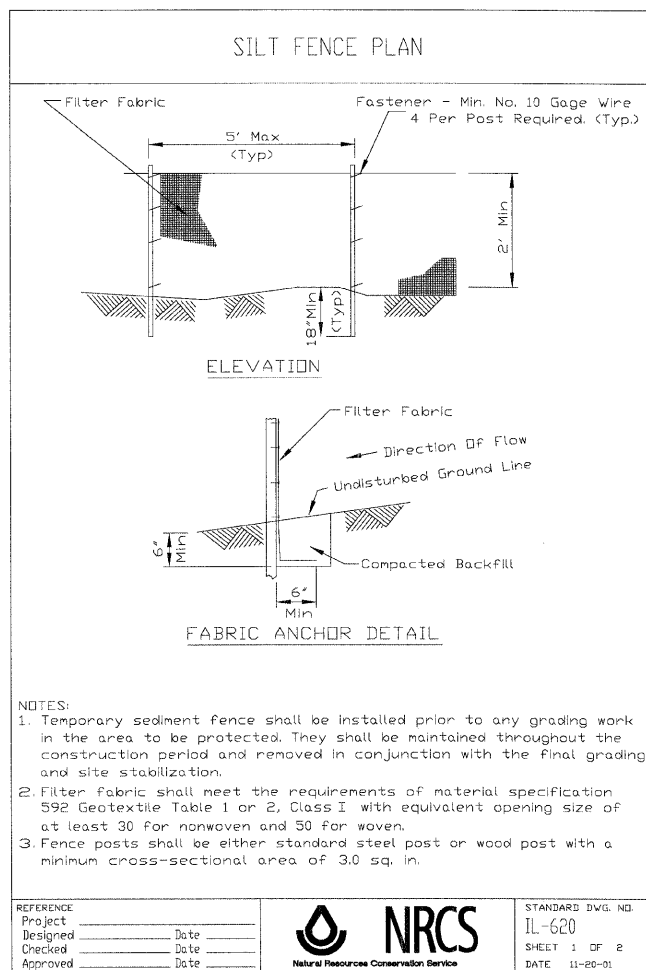 SILT FENCE PLAN
Filter Fabric
Fastener - Min. No. 10 Gage Wire
4 Per Post Required. (Typ.)
5' Max
(Typ)
2' Min
18"Min
(Typ)
ELEVATION
Filter Fabric
Direction Of Flow
Undisturbed Ground Line
6"
Min
Compacted Backfill
6"
Min
FABRIC ANCHOR DETAIL
NOTES:
1. Temporary sediment fence shall be installed prior to any grading work
in the area to be protected. They shall be maintained throughout the
construction period and removed in conjunction with the final grading
and site stabilization.
2. Filter fabric shall meet the requirements of material specification
592 Geotextile Table 1 or 2, Class I with equivalent opening size of
at least 30 for nonwoven and 50 for woven.
3. Fence posts shall be either standard steel post or wood post with a
minimum cross-sectional area of 3.0 sq. in.
REFERENCE
Project
Designed Date
Checked Date
Approved Date
NRCS
Natural Resources Conservation Service
STANDARD DWG. NO.
IL-620
SHEET 1 OF 2
DATE 11-20-01